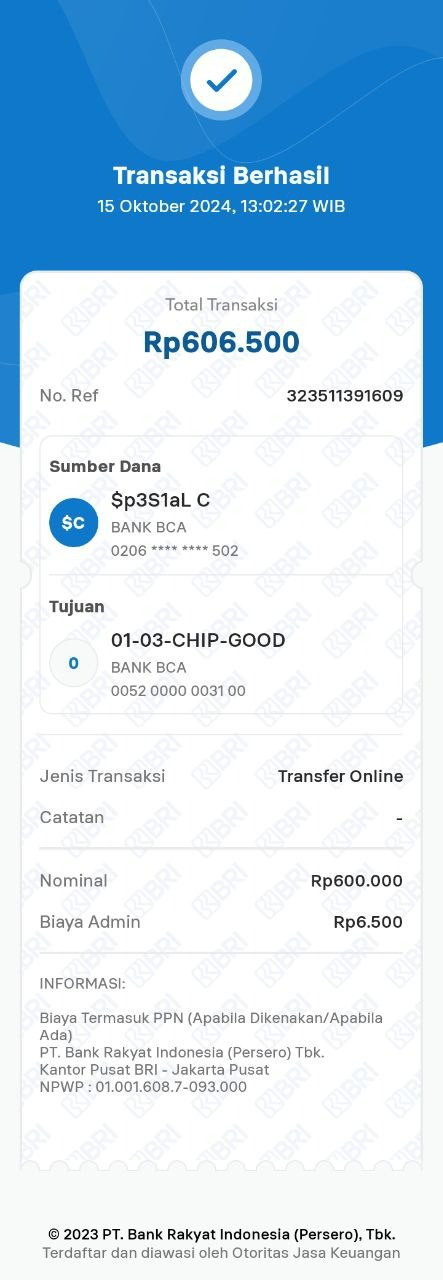 Transaksi Berhasil
15 Oktober 2024, 13:02:27 WIB
Total Transaksi
Rp606.500
No. Ref 323511391609
Sumber Dana
$p3S1aL C
$C
BANK BCA
0206 **** **** 502
Tujuan
01-03-CHIP-GOOD
0
BANK BCA
0052 0000 0031 00
Jenis Transaksi Transfer Online
Catatan -
Nominal Rp600.000
Biaya Admin Rp6.500
INFORMASI:
Biaya Termasuk PPN (Apabila Dikenakan/Apabila
Ada)
PT. Bank Rakyat Indonesia (Persero) Tbk.
Kantor Pusat BRI - Jakarta Pusat
NPWP : 01.001.608.7-093.000
© 2023 PT. Bank Rakyat Indonesia (Persero), Tbk.
Terdaftar dan diawasi oleh Otoritas Jasa Keuangan